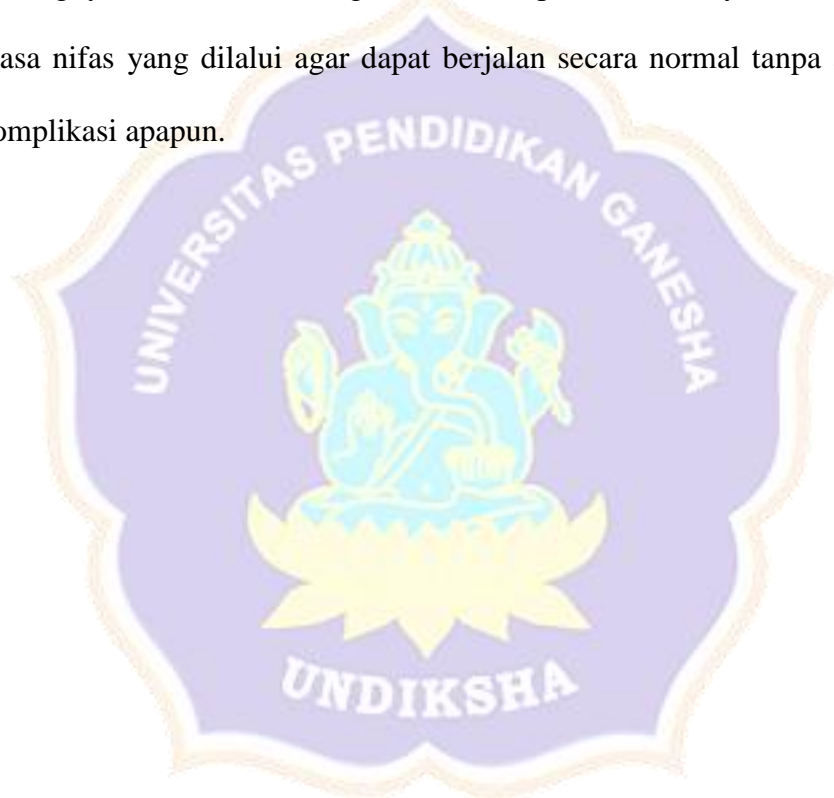 asa nifas yang dilalui agar dapat berjalan secara normal tanpa
omplikasi apapun.
UNIVERSITAS PENDIDIKAN GANESHA
UNDIKSHA